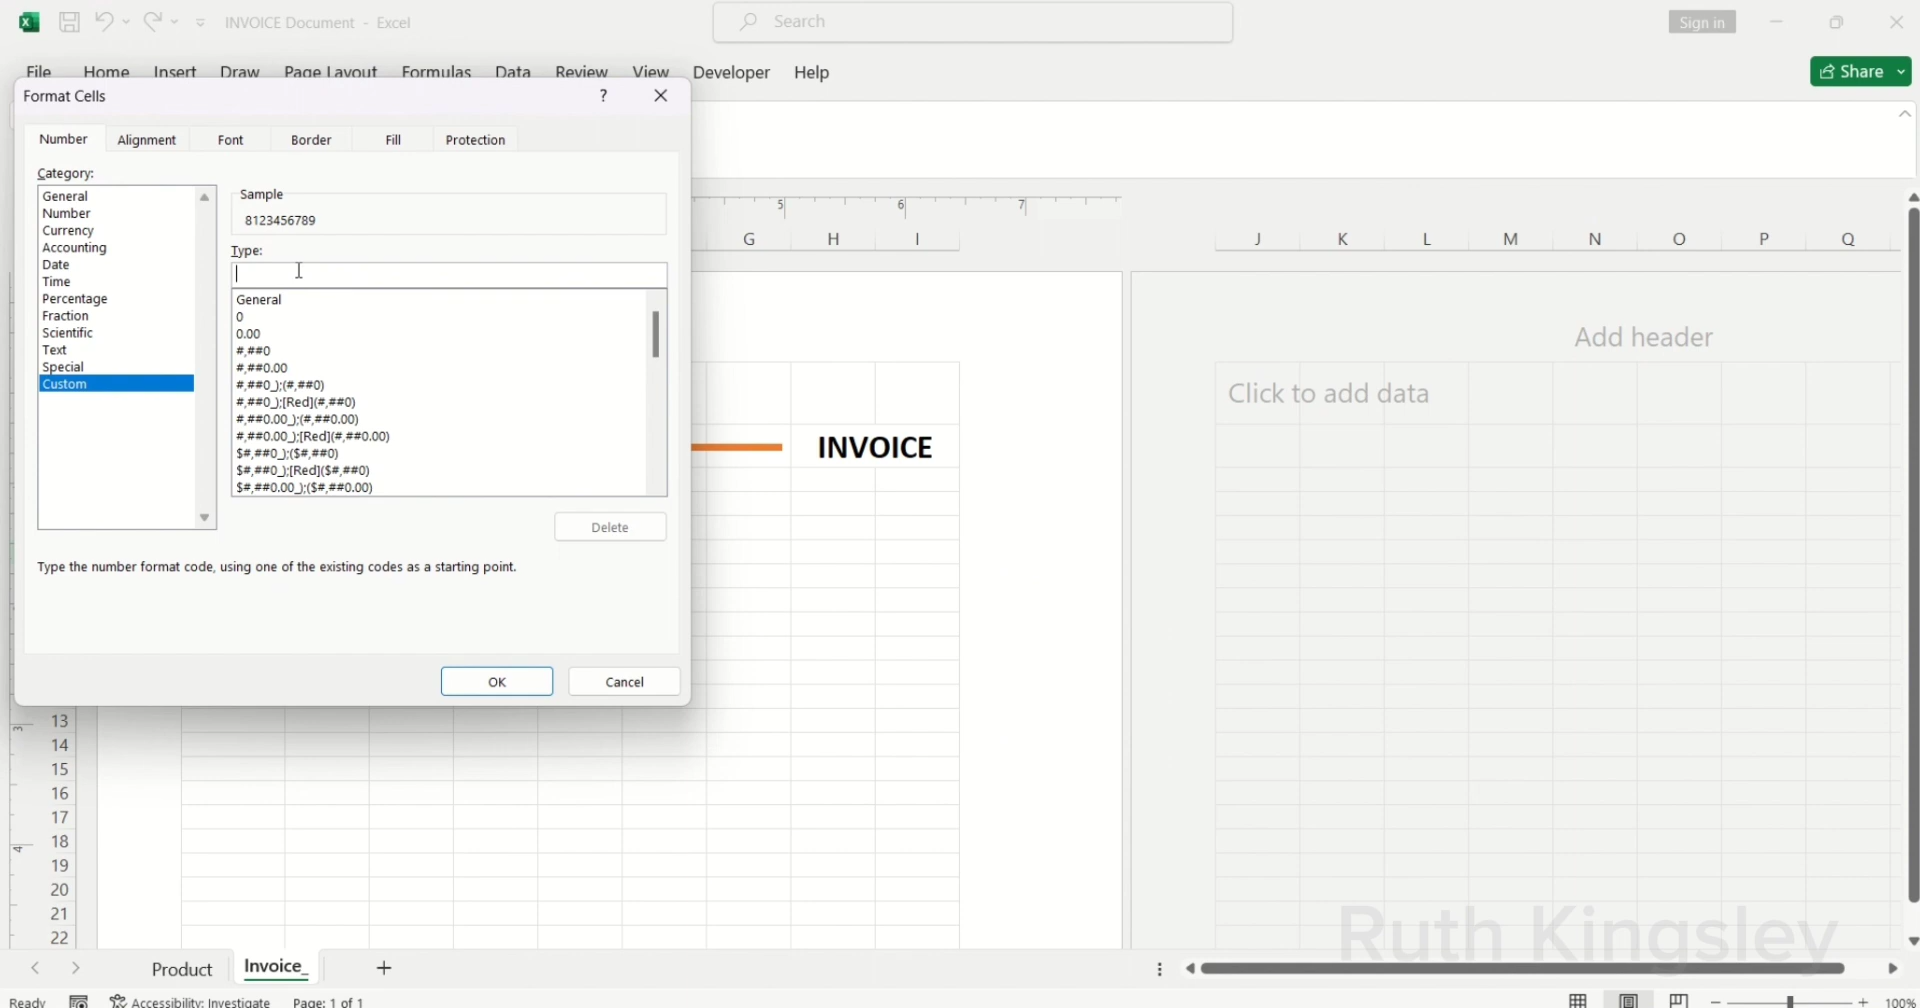 INVOICE Document - Excel
Search
Sign in
File Home Insert Draw Page Layout Formulas Data Review View Developer Help
Share
Format Cells
?
Number Alignment Font Border Fill Protection
Category:
General
Number
Currency
Accounting
Date
Time
Percentage
Fraction
Scientific
Text
Special
Custom
Sample
8123456789
Type:
General
0
0.00
#,##0
#,##0.00
#,##0_);(#,##0)
#,##0_);[Red](#,##0)
#,##0.00_);(#,##0.00)
#,##0.00_);[Red](#,##0.00)
$#,##0_);($#,##0)
$#,##0_);[Red]($#,##0)
$#,##0.00_);($#,##0.00)
Delete
Type the number format code, using one of the existing codes as a starting point.
OK Cancel
5 6 7
G H I J K L M N O P Q
Add header
Click to add data
INVOICE
3
4
13
14
15
16
17
18
19
20
21
22
Ruth Kingsley
Product Invoice_
Ready Accessibility: Investigate Page: 1 of 1
100%